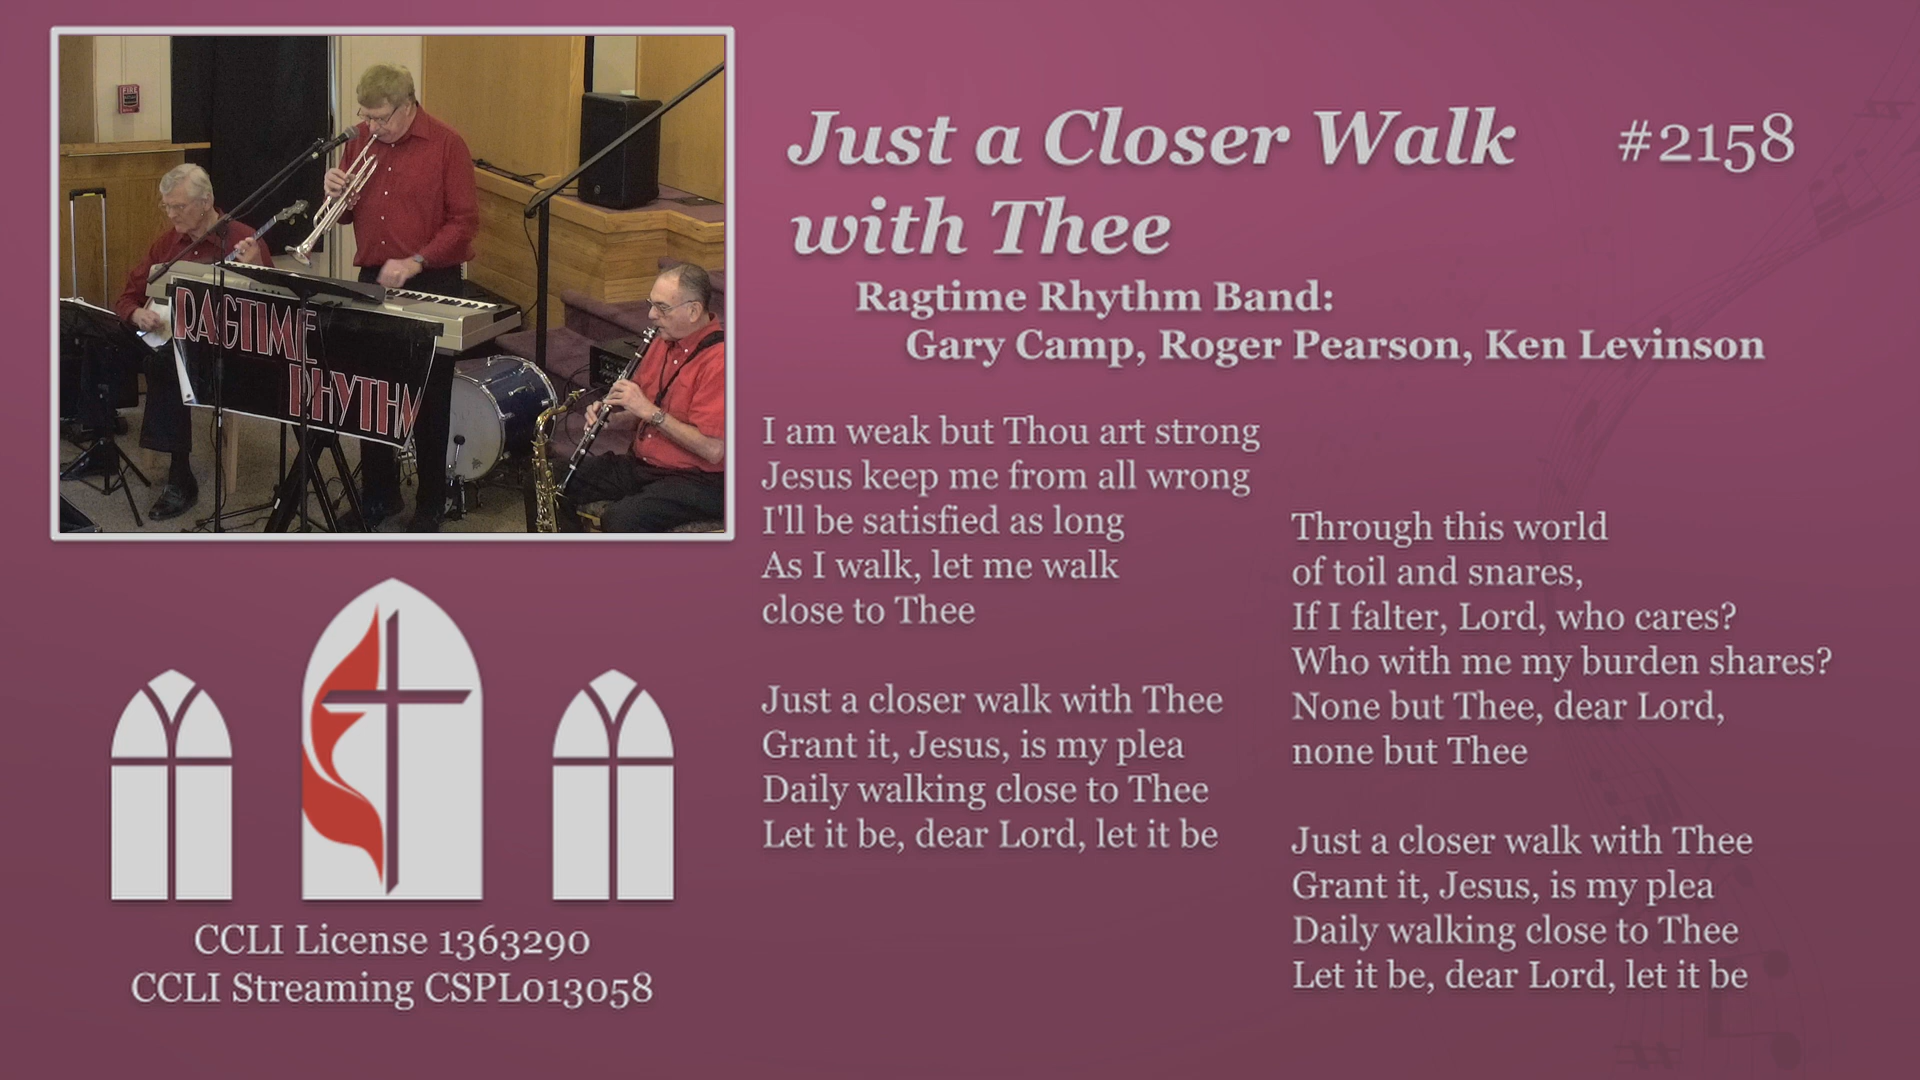 FIRE
RAGTIME
RHYTHM
Just a Closer Walk
with Thee
#2158
Ragtime Rhythm Band:
Gary Camp, Roger Pearson, Ken Levinson
I am weak but Thou art strong
Jesus keep me from all wrong
I'll be satisfied as long
As I walk, let me walk
close to Thee
Just a closer walk with Thee
Grant it, Jesus, is my plea
Daily walking close to Thee
Let it be, dear Lord, let it be
Through this world
of toil and snares,
If I falter, Lord, who cares?
Who with me my burden shares?
None but Thee, dear Lord,
none but Thee
Just a closer walk with Thee
Grant it, Jesus, is my plea
Daily walking close to Thee
Let it be, dear Lord, let it be
CCLI License 1363290
CCLI Streaming CSPL013058